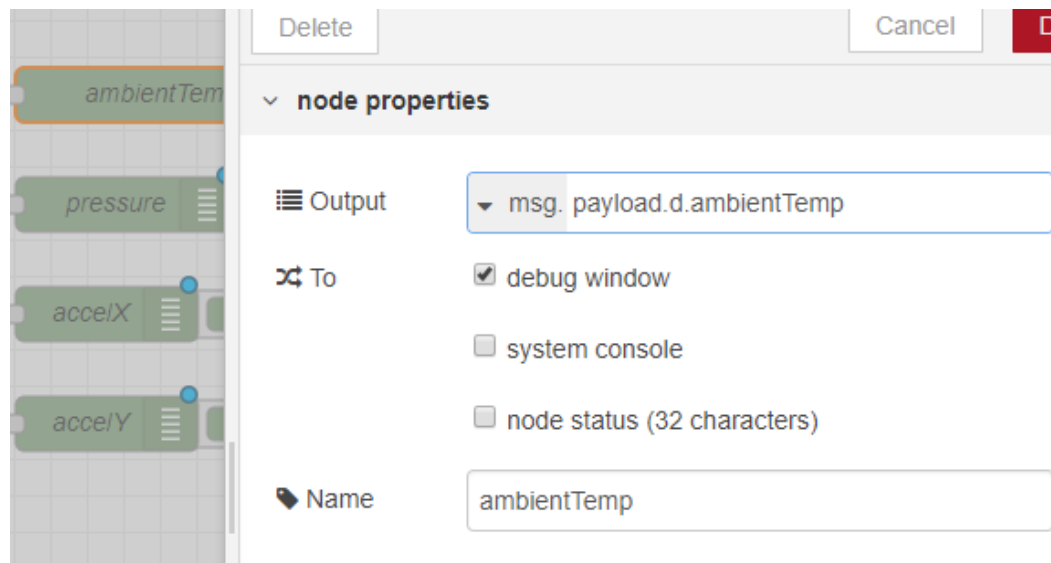 Delete
Cancel
D
ambientTem
node properties
pressure
Output
msg. payload.d.ambientTemp
To
debug window
accelX
system console
accelY
node status (32 characters)
Name
ambientTemp